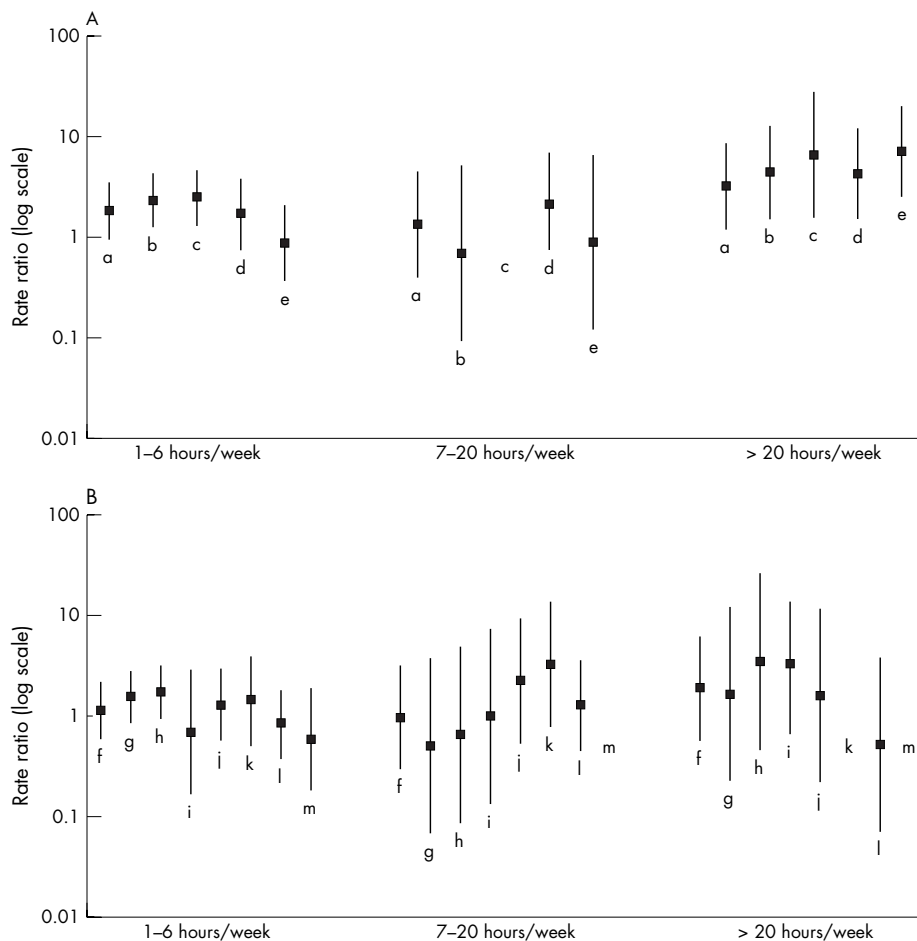 A
100
10
1
0.1
0.01
Rate ratio (log scale)
a b c d e
a b c d e
a b c d e
1–6 hours/week 7–20 hours/week > 20 hours/week
B
100
10
1
0.1
0.01
Rate ratio (log scale)
f g h i j k l m
f g h i j k l m
f g h i j k l m
1–6 hours/week 7–20 hours/week > 20 hours/week